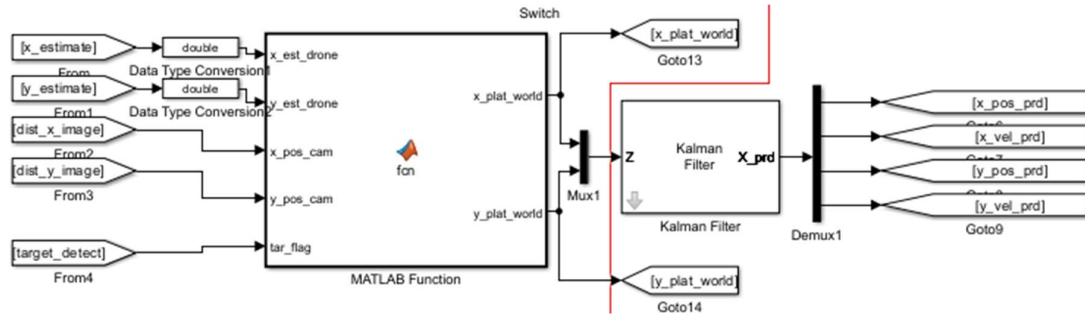 Switch
[x_estimate]
double
x_est_drone
[x_plat_world]
From
Data Type Conversion1
Goto13
[y_estimate]
double
y_est_drone
x_plat_world
[x_pos_prd]
From1
Data Type Conversion2
[dist_x_image]
x_pos_cam
Z
Kalman
Filter
X_prd
[x_vel_prd]
From2
fcn
Goto7
[dist_y_image]
y_pos_cam
Mux1
[y_pos_prd]
From3
y_plat_world
Kalman Filter
Demux1
[y_vel_prd]
Goto9
[target_detect]
tar_flag
From4
MATLAB Function
[y_plat_world]
Goto14